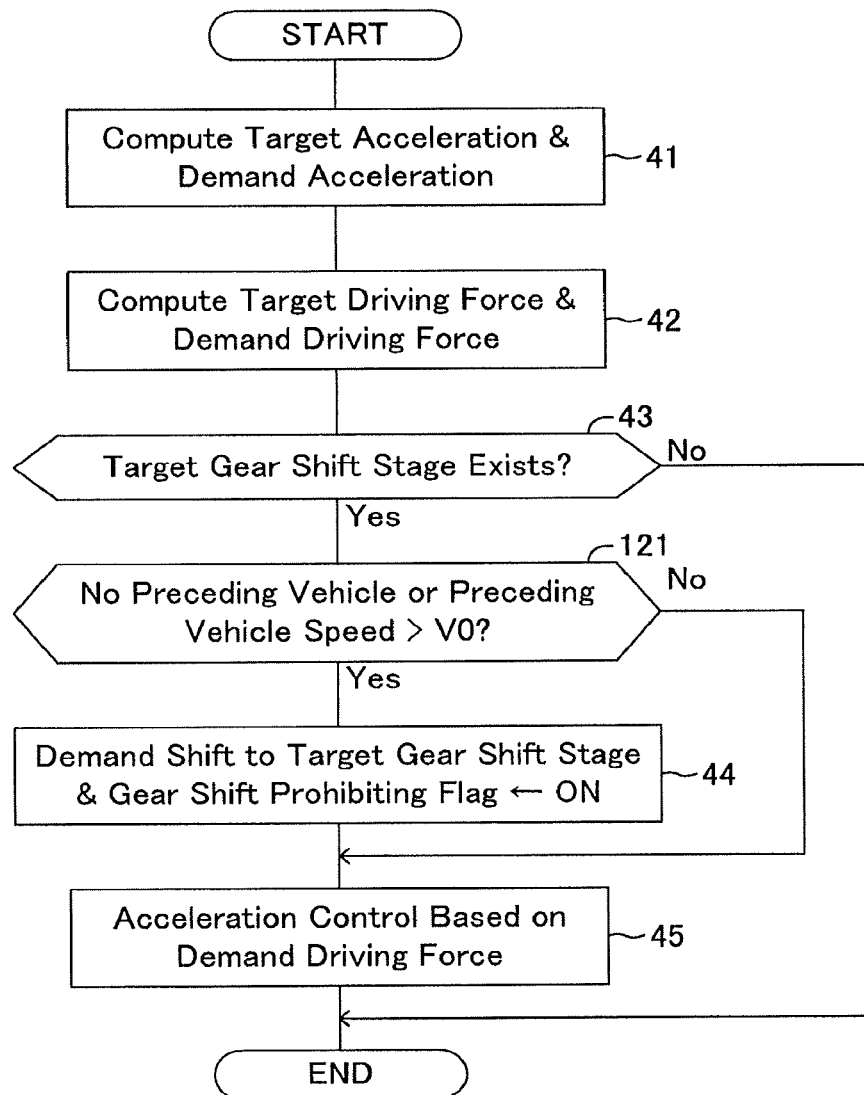 START
Compute Target Acceleration &
Demand Acceleration
41
Compute Target Driving Force &
Demand Driving Force
42
43
Target Gear Shift Stage Exists?
No
Yes
121
No Preceding Vehicle or Preceding
Vehicle Speed > V0?
No
Yes
Demand Shift to Target Gear Shift Stage
& Gear Shift Prohibiting Flag ← ON
44
Acceleration Control Based on
Demand Driving Force
45
END